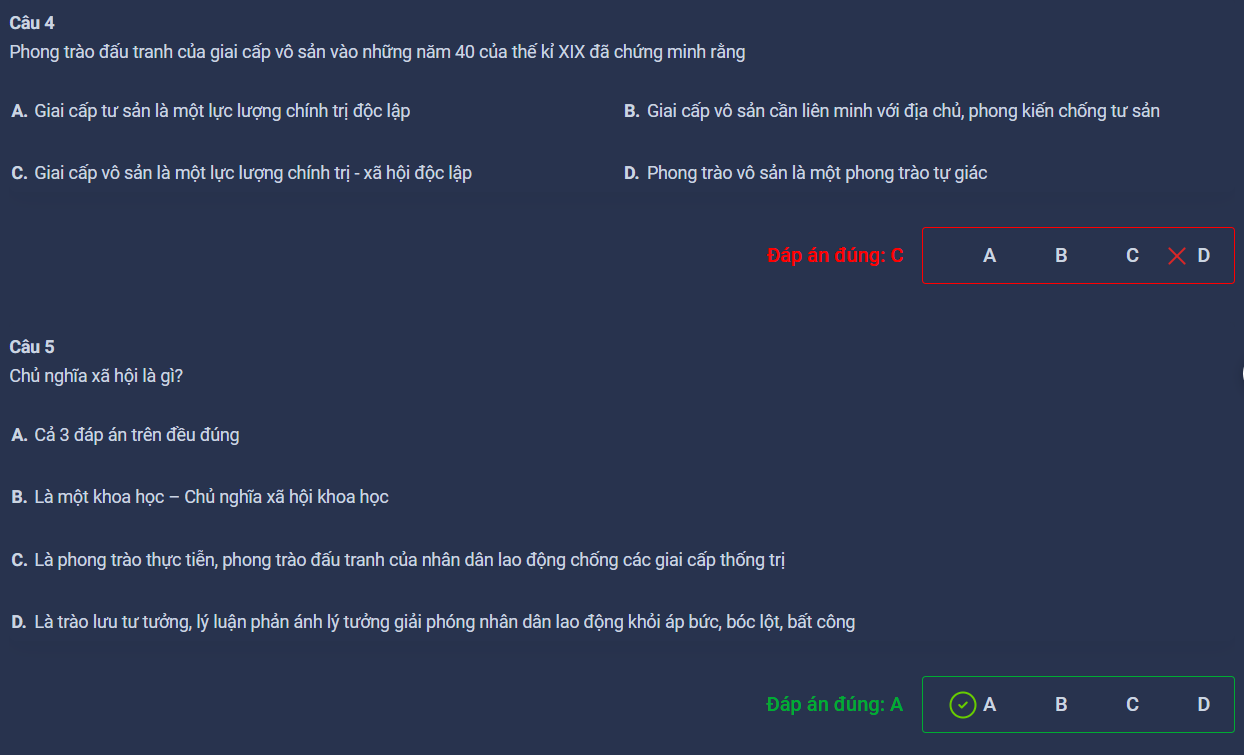 Câu 4
Phong trào đấu tranh của giai cấp vô sản vào những năm 40 của thế kỉ XIX đã chứng minh rằng
A. Giai cấp tư sản là một lực lượng chính trị độc lập
B. Giai cấp vô sản cần liên minh với địa chủ, phong kiến chống tư sản
C. Giai cấp vô sản là một lực lượng chính trị - xã hội độc lập
D. Phong trào vô sản là một phong trào tự giác
Đáp án đúng: C
A B C D
Câu 5
Chủ nghĩa xã hội là gì?
A. Cả 3 đáp án trên đều đúng
B. Là một khoa học – Chủ nghĩa xã hội khoa học
C. Là phong trào thực tiễn, phong trào đấu tranh của nhân dân lao động chống các giai cấp thống trị
D. Là trào lưu tư tưởng, lý luận phản ánh lý tưởng giải phóng nhân dân lao động khỏi áp bức, bóc lột, bất công
Đáp án đúng: A
A B C D